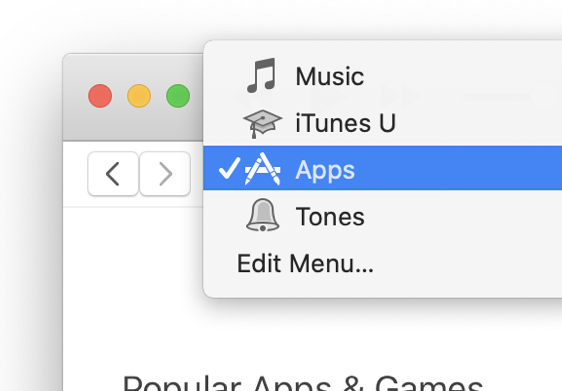 Music
iTunes U
Apps
Tones
Edit Menu...
Popular Apps & Games